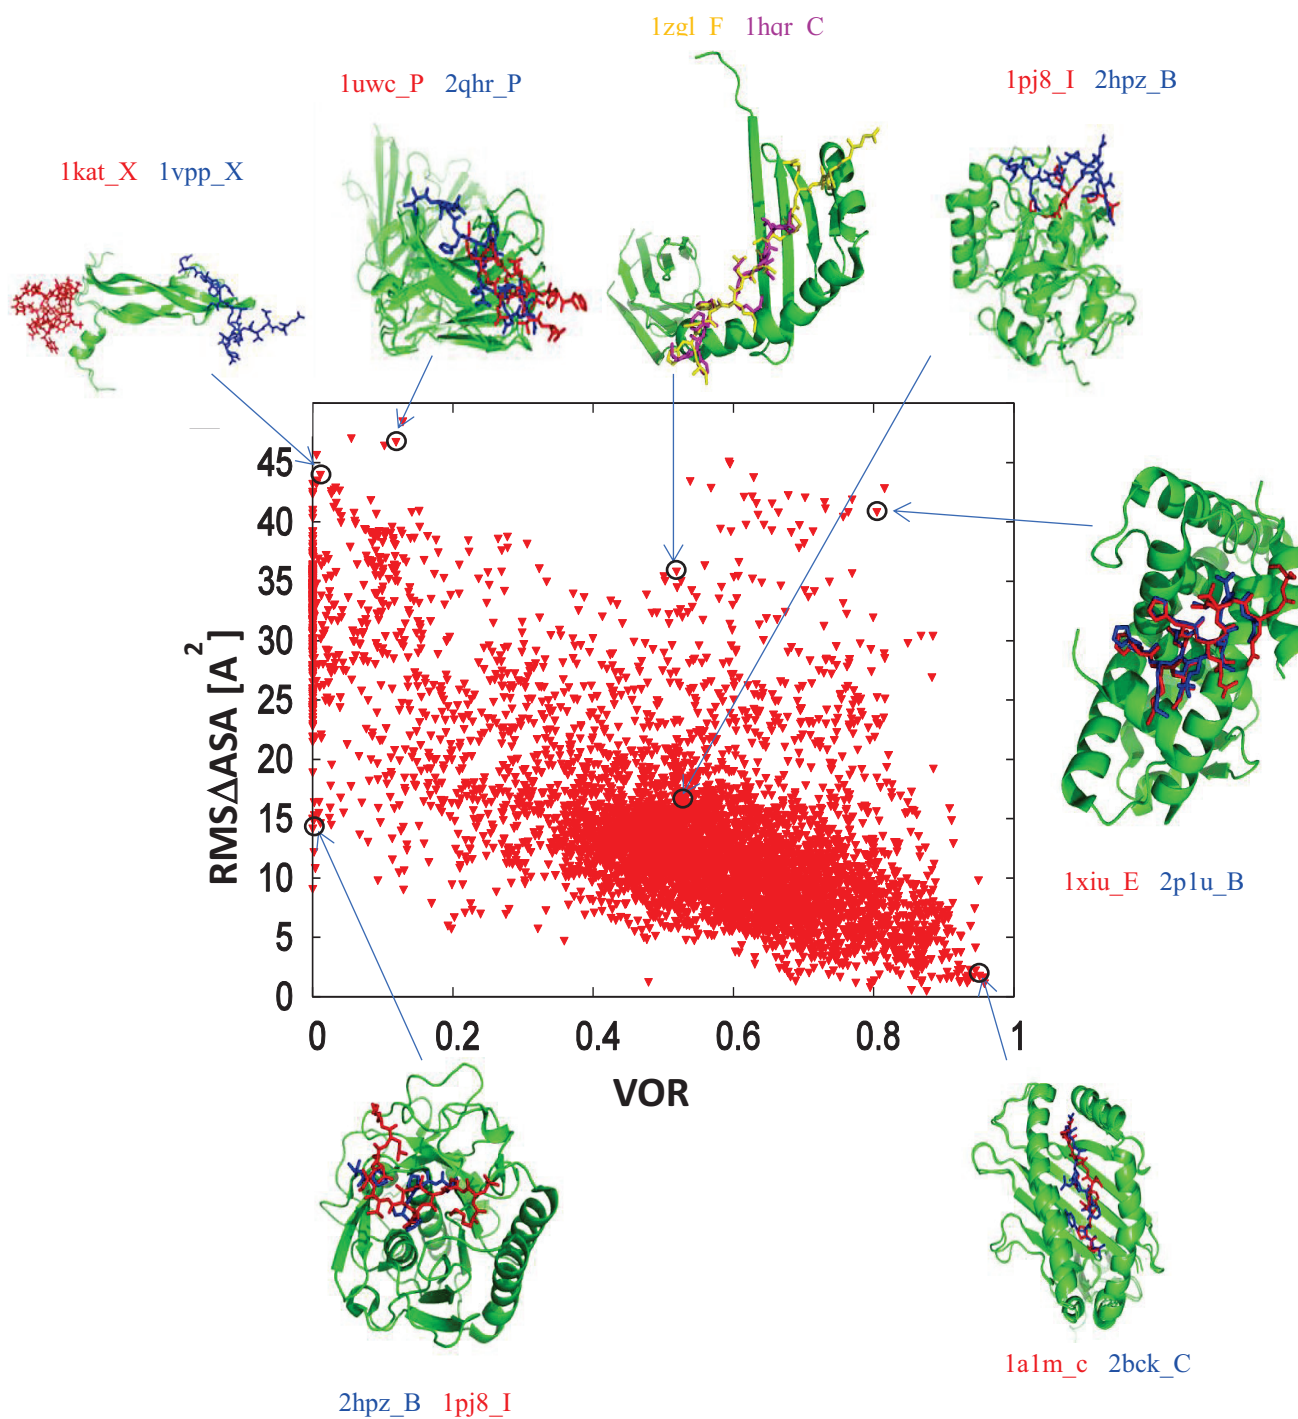 1zgl_F 1hqr_C
1uwc_P 2qhr_P
1pj8_I 2hpz_B
1kat_X 1vpp_X
45
40
35
30
25
20
15
10
5
0
RMSΔASA [A²]
0 0.2 0.4 0.6 0.8 1
VOR
1xiu_E 2p1u_B
1a1m_c 2bck_C
2hpz_B 1pj8_I